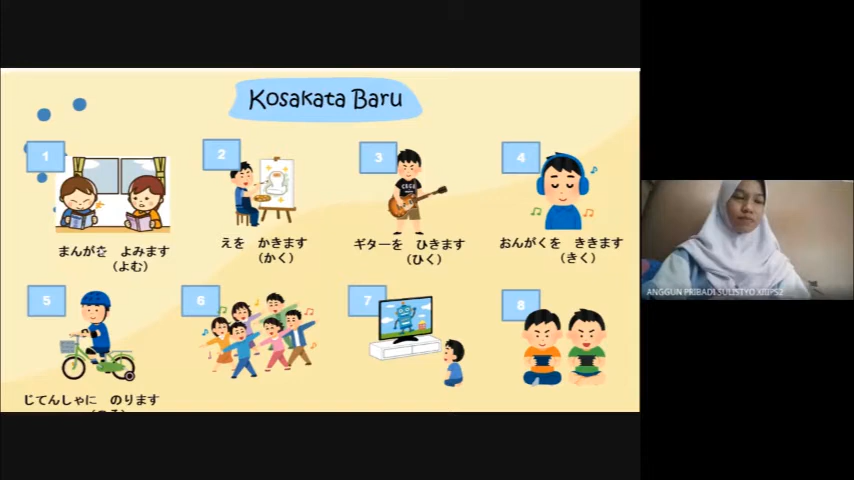 Kosakata Baru
1
2
3
4
まんがを よみます
(よむ)
えを かきます
(かく)
ギターを ひきます
(ひく)
おんがくを ききます
(きく)
5
6
7
8
じてんしゃに のります
ANGGUN PRIBADI SULISTYO XIIIPS2